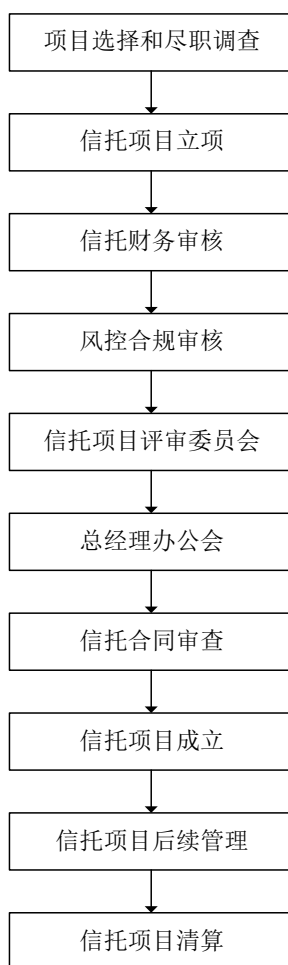 项目选择和尽职调查
信托项目立项
信托财务审核
风控合规审核
信托项目评审委员会
总经理办公会
信托合同审查
信托项目成立
信托项目后续管理
信托项目清算